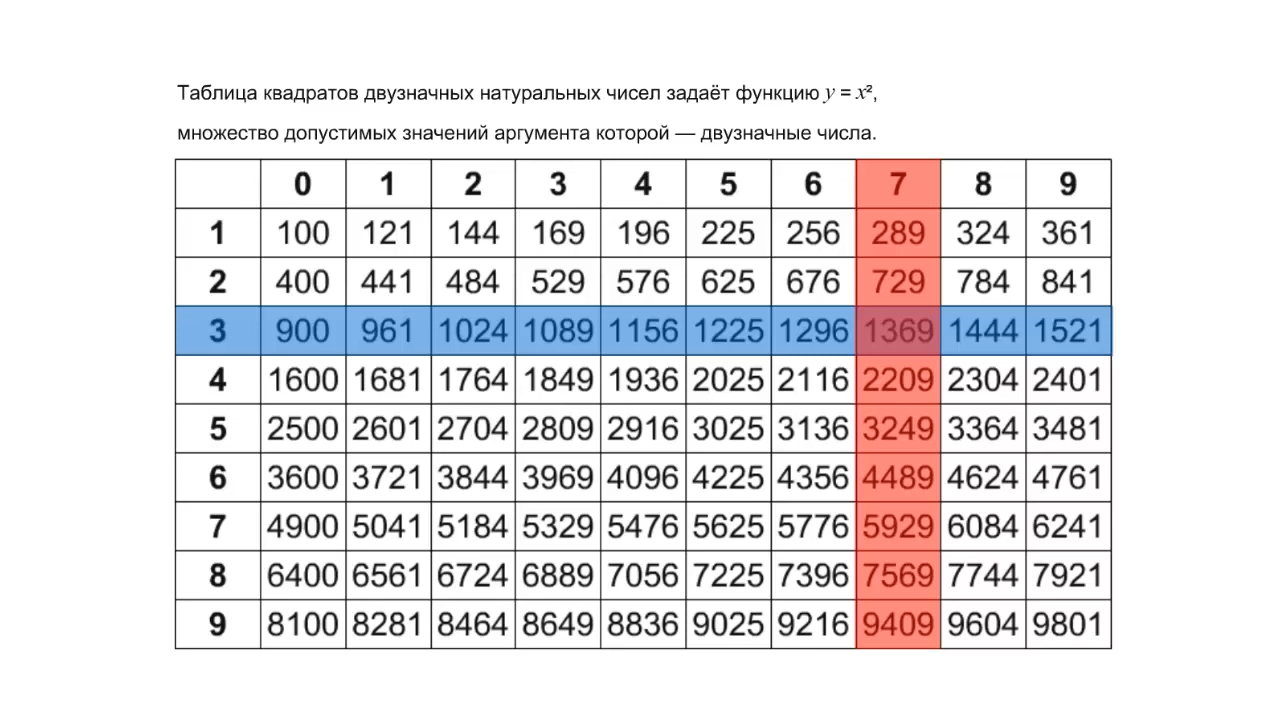 Таблица квадратов двузначных натуральных чисел задаёт функцию y = x²,
множество допустимых значений аргумента которой — двузначные числа.
0 1 2 3 4 5 6 7 8 9
1 100 121 144 169 196 225 256 289 324 361
2 400 441 484 529 576 625 676 729 784 841
3 900 961 1024 1089 1156 1225 1296 1369 1444 1521
4 1600 1681 1764 1849 1936 2025 2116 2209 2304 2401
5 2500 2601 2704 2809 2916 3025 3136 3249 3364 3481
6 3600 3721 3844 3969 4096 4225 4356 4489 4624 4761
7 4900 5041 5184 5329 5476 5625 5776 5929 6084 6241
8 6400 6561 6724 6889 7056 7225 7396 7569 7744 7921
9 8100 8281 8464 8649 8836 9025 9216 9409 9604 9801